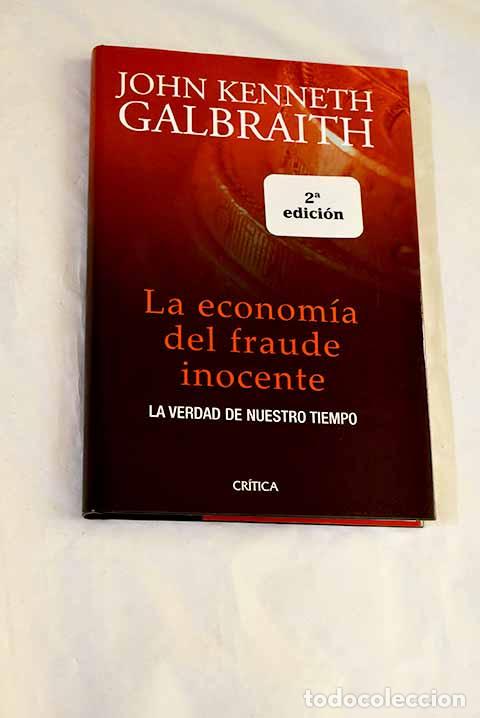 JOHN KENNETH
GALBRAITH
2ª
edición
La economía
del fraude
inocente
LA VERDAD DE NUESTRO TIEMPO
CRÍTICA
todocoleccion